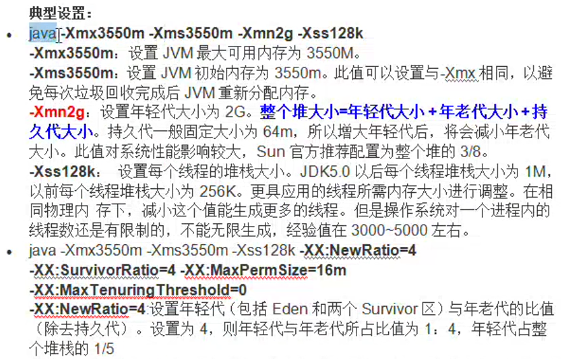 典型设置：
java -Xmx3550m -Xms3550m -Xmn2g -Xss128k
-Xmx3550m：设置 JVM 最大可用内存为 3550M。
-Xms3550m：设置 JVM 初始内存为 3550m。此值可以设置与-Xmx 相同，以避
免每次垃圾回收完成后 JVM 重新分配内存。
-Xmn2g：设置年轻代大小为 2G。整个堆大小=年轻代大小 + 年老代大小 + 持
久代大小。持久代一般固定大小为 64m，所以增大年轻代后，将会减小年老代
大小。此值对系统性能影响较大，Sun 官方推荐配置为整个堆的 3/8。
-Xss128k： 设置每个线程的堆栈大小。JDK5.0 以后每个线程堆栈大小为 1M，
以前每个线程堆栈大小为 256K。更具应用的线程所需内存大小进行调整。在相
同物理内 存下，减小这个值能生成更多的线程。但是操作系统对一个进程内的
线程数还是有限制的，不能无限生成，经验值在 3000~5000 左右。
java -Xmx3550m -Xms3550m -Xss128k -XX:NewRatio=4
-XX:SurvivorRatio=4 -XX:MaxPermSize=16m
-XX:MaxTenuringThreshold=0
-XX:NewRatio=4:设置年轻代（包括 Eden 和两个 Survivor 区）与年老代的比值
（除去持久代）。设置为 4，则年轻代与年老代所占比值为 1：4，年轻代占整
个堆栈的 1/5